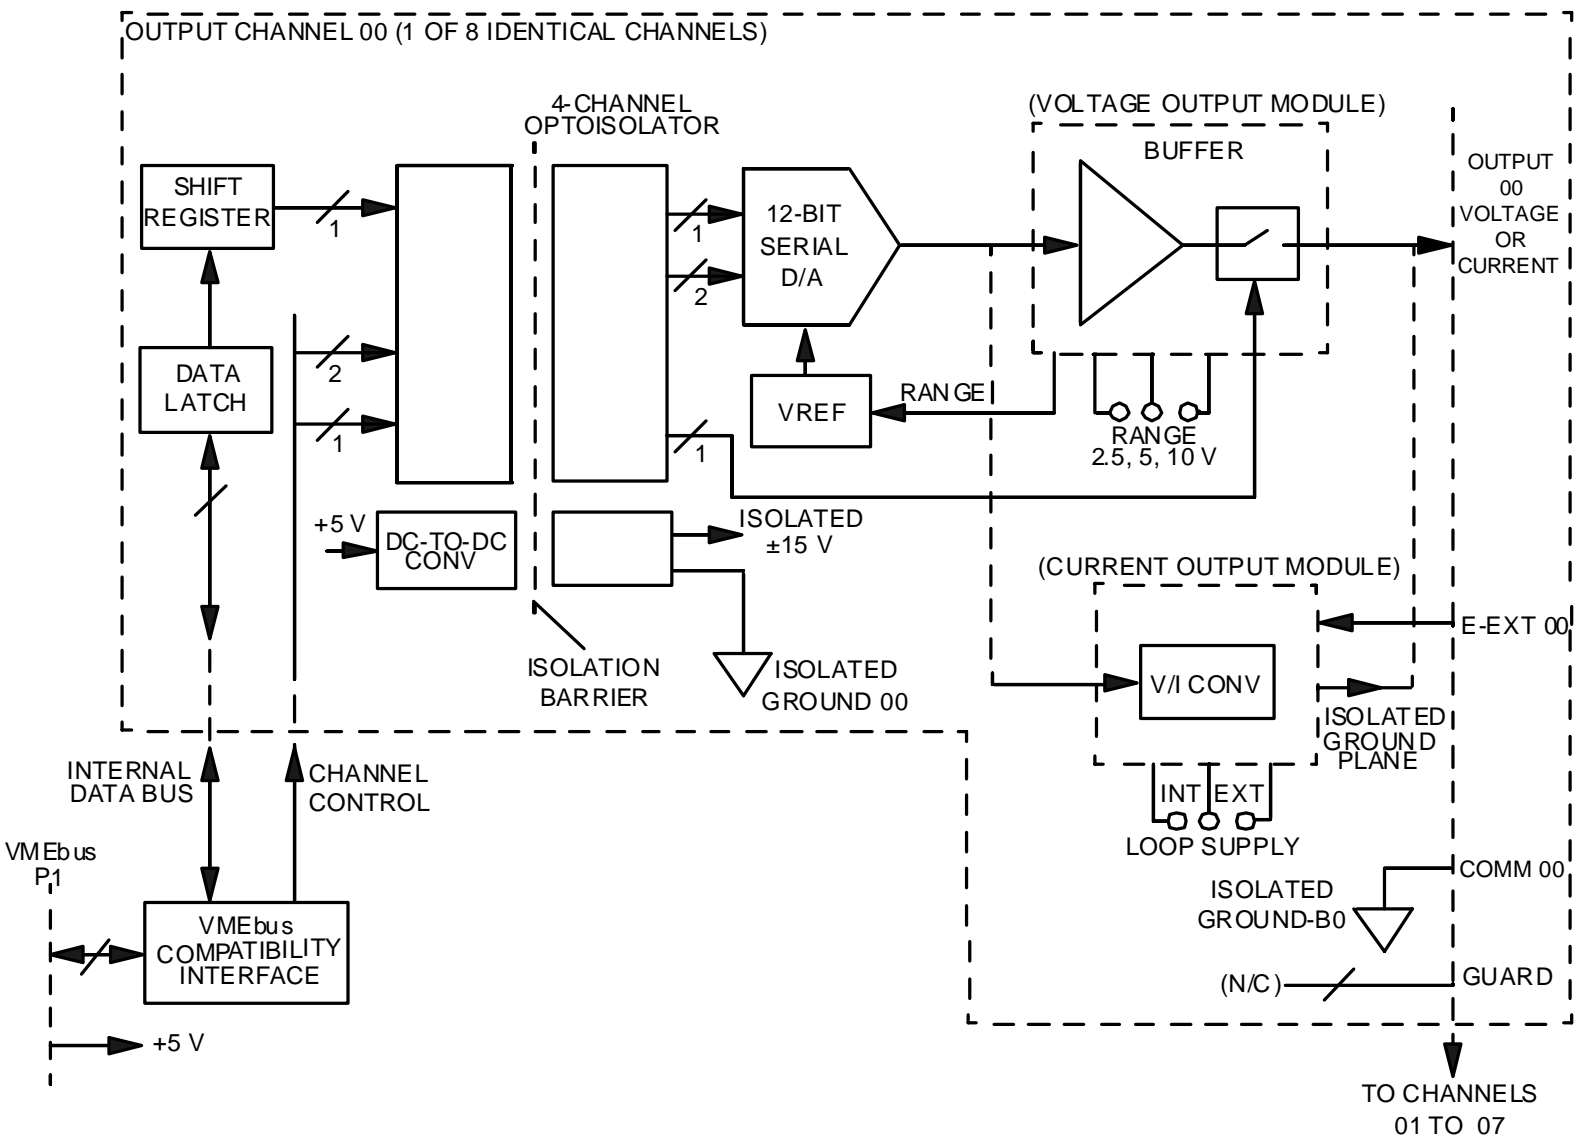 OUTPUT CHANNEL 00 (1 OF 8 IDENTICAL CHANNELS)
4-CHANNEL
OPTOISOLATOR
(VOLTAGE OUTPUT MODULE)
BUFFER
SHIFT
REGISTER
1
1
2
12-BIT
SERIAL
D/A
OUTPUT
00
VOLTAGE
OR
CURRENT
DATA
LATCH
2
1
1
VREF
RANGE
RANGE
2.5, 5, 10 V
+5 V
DC-TO-DC
CONV
ISOLATED
±15 V
(CURRENT OUTPUT MODULE)
E-EXT 00
ISOLATION
BARRIER
ISOLATED
GROUND 00
V/I CONV
ISOLATED
GROUND
PLANE
INTERNAL
DATA BUS
CHANNEL
CONTROL
INT EXT
LOOP SUPPLY
VMEbus
P1
COMM 00
ISOLATED
GROUND-B0
VMEbus
COMPATIBILITY
INTERFACE
(N/C)
GUARD
+5 V
TO CHANNELS
01 TO 07